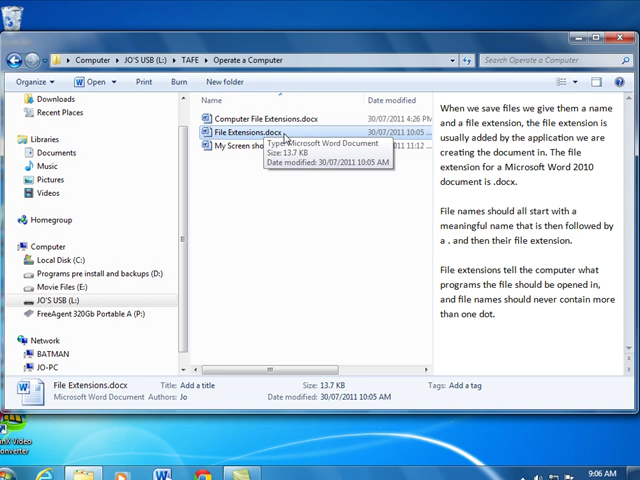 Computer ▸ JO'S USB (L:) ▸ TAFE ▸ Operate a Computer
Search Operate a Computer
Organize Open Print Burn New folder
Downloads
Recent Places
Libraries
Documents
Music
Pictures
Videos
Homegroup
Computer
Local Disk (C:)
Programs pre install and backups (D:)
Movie Files (E:)
JO'S USB (L:)
FreeAgent 320Gb Portable A (P:)
Network
BATMAN
JO-PC
Name Date modified
Computer File Extensions.docx 30/07/2011 4:26 PM
File Extensions.docx 30/07/2011 10:05
My Screen 30/07/2011 11:12
Type: Microsoft Word Document
Size: 13.7 KB
Date modified: 30/07/2011 10:05 AM
When we save files we give them a name
and a file extension, the file extension is
usually added by the application we are
creating the document in. The file
extension for a Microsoft Word 2010
document is .docx.
File names should all start with a
meaningful name that is then followed by
a . and then their file extension.
File extensions tell the computer what
programs the file should be opened in,
and file names should never contain more
than one dot.
File Extensions.docx Title: Add a title Size: 13.7 KB Tags: Add a tag
Microsoft Word Document Authors: Jo Date modified: 30/07/2011 10:05 AM
Video
9:06 AM